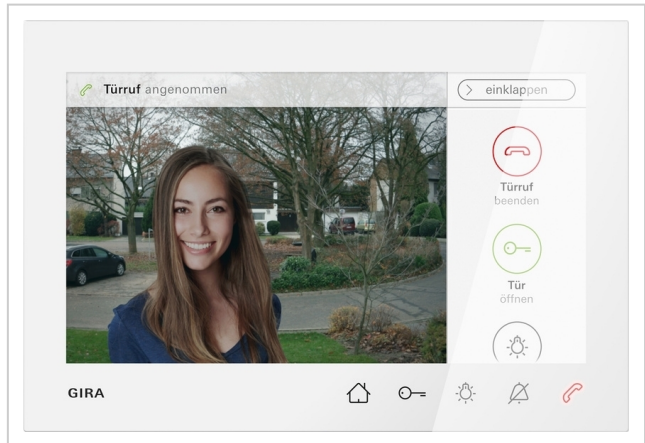 Türruf angenommen
einklappen
Türruf
beenden
Tür
öffnen
GIRA